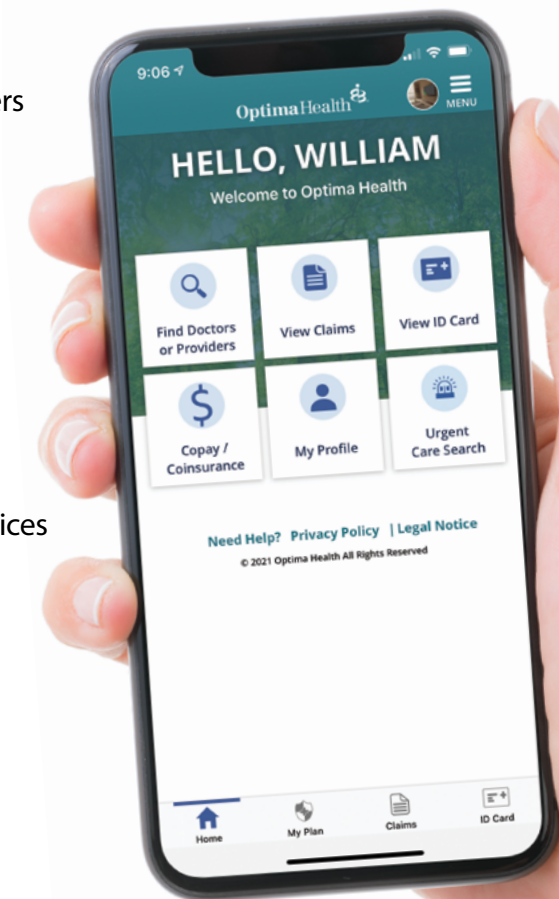 ers
ices
9:06
OptimaHealth
MENU
HELLO, WILLIAM
Welcome to Optima Health
Find Doctors
or Providers
View Claims
View ID Card
$
Copay /
Coinsurance
My Profile
Urgent
Care Search
Need Help? Privacy Policy | Legal Notice
© 2021 Optima Health All Rights Reserved
Home
My Plan
Claims
ID Card